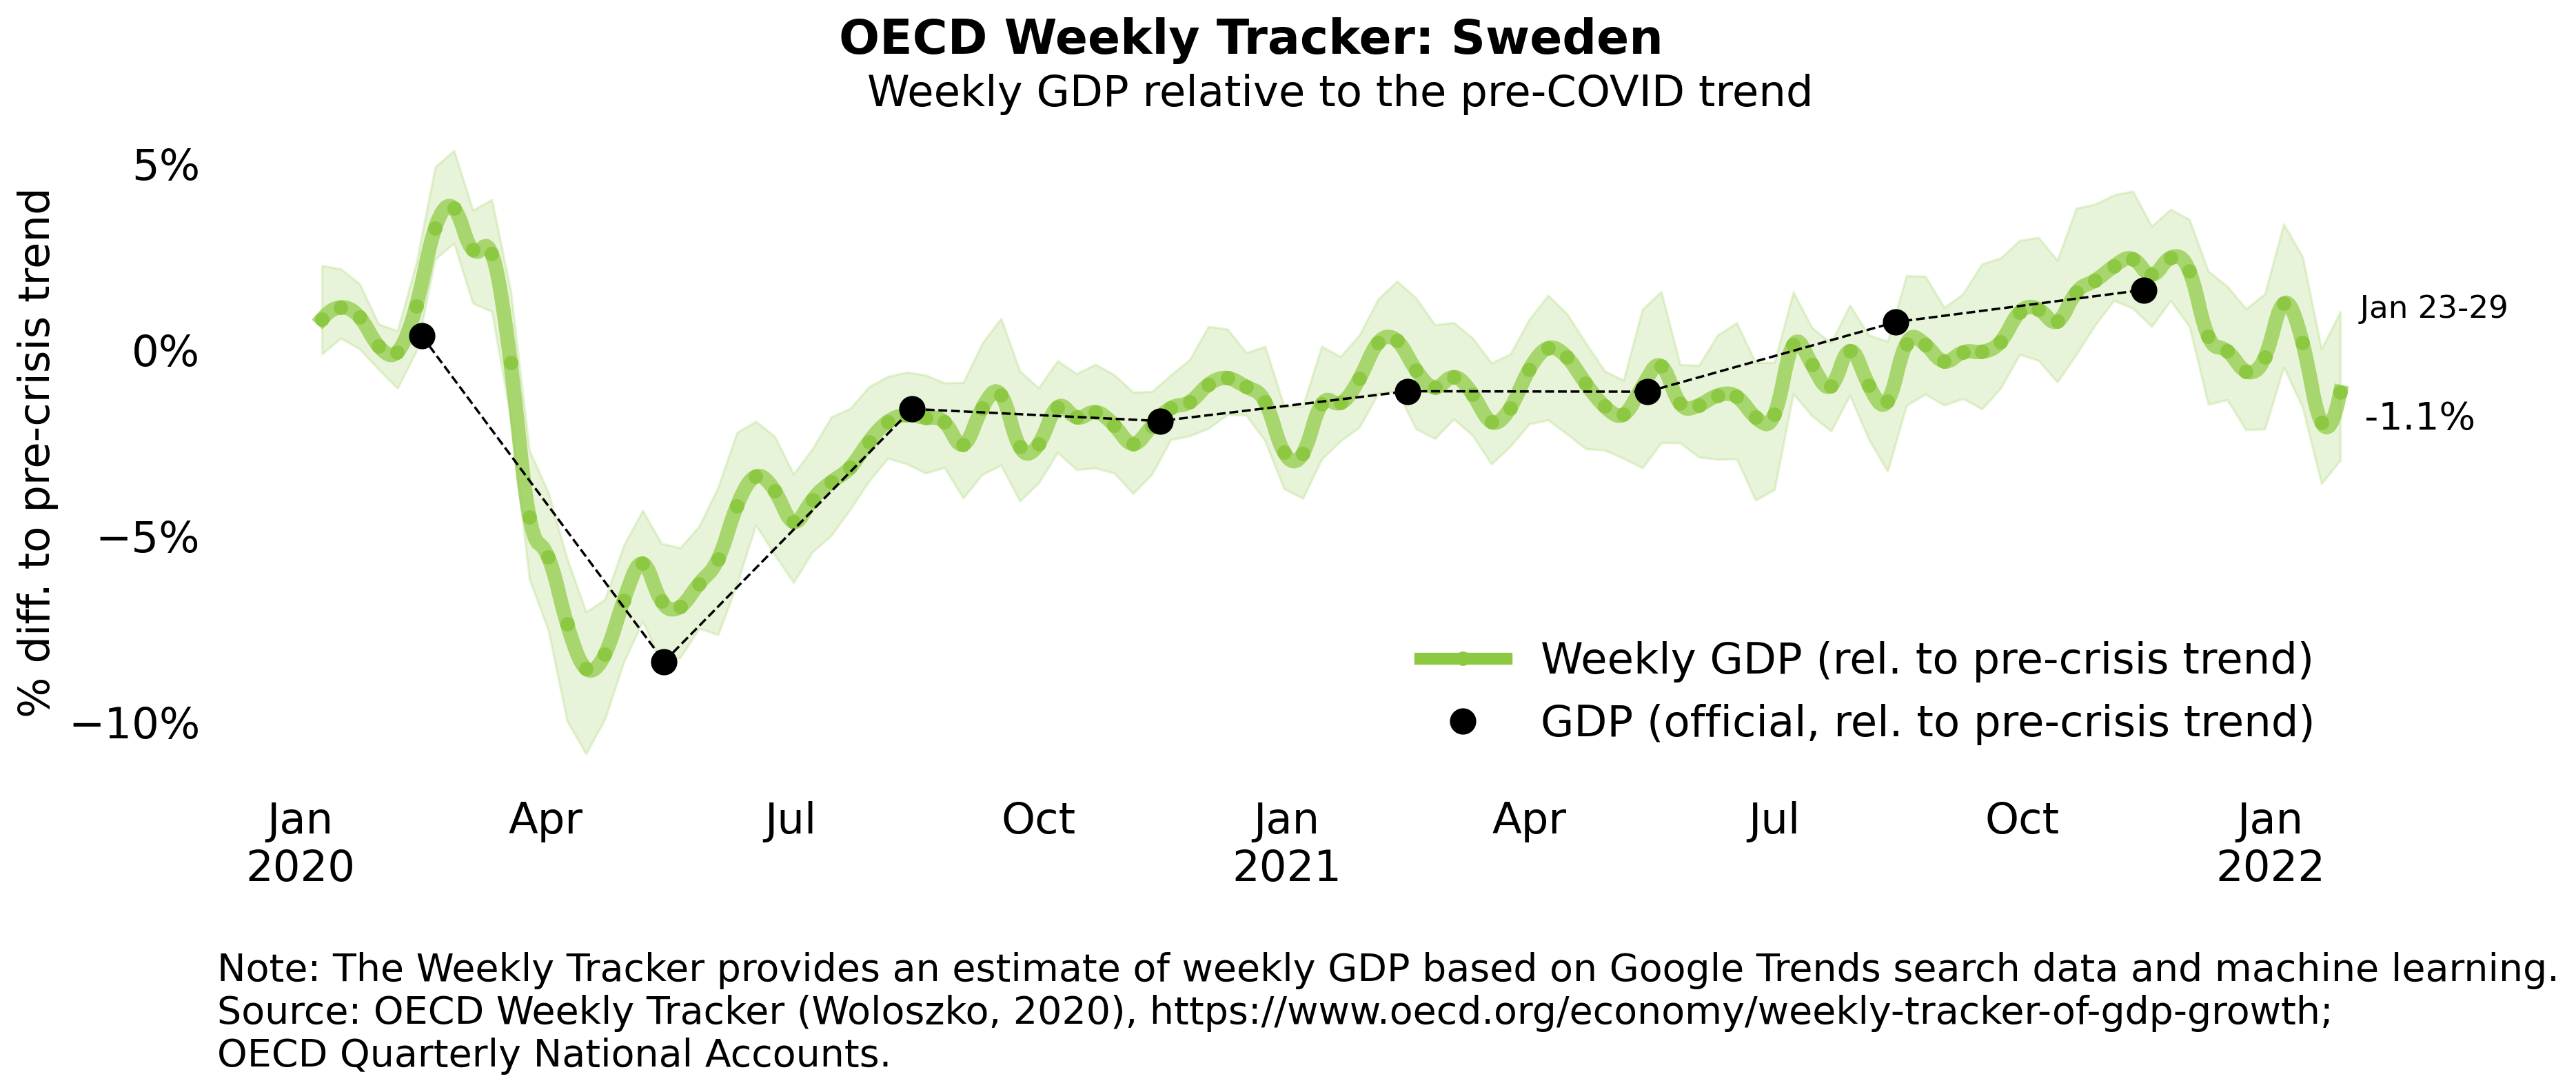 OECD Weekly Tracker: Sweden
Weekly GDP relative to the pre-COVID trend
% diff. to pre-crisis trend
5%
0%
−5%
−10%
Jan 23-29
-1.1%
Weekly GDP (rel. to pre-crisis trend)
GDP (official, rel. to pre-crisis trend)
Jan Apr Jul Oct Jan Apr Jul Oct Jan
2020 2021 2022
Note: The Weekly Tracker provides an estimate of weekly GDP based on Google Trends search data and machine learning.
Source: OECD Weekly Tracker (Woloszko, 2020), https://www.oecd.org/economy/weekly-tracker-of-gdp-growth;
OECD Quarterly National Accounts.